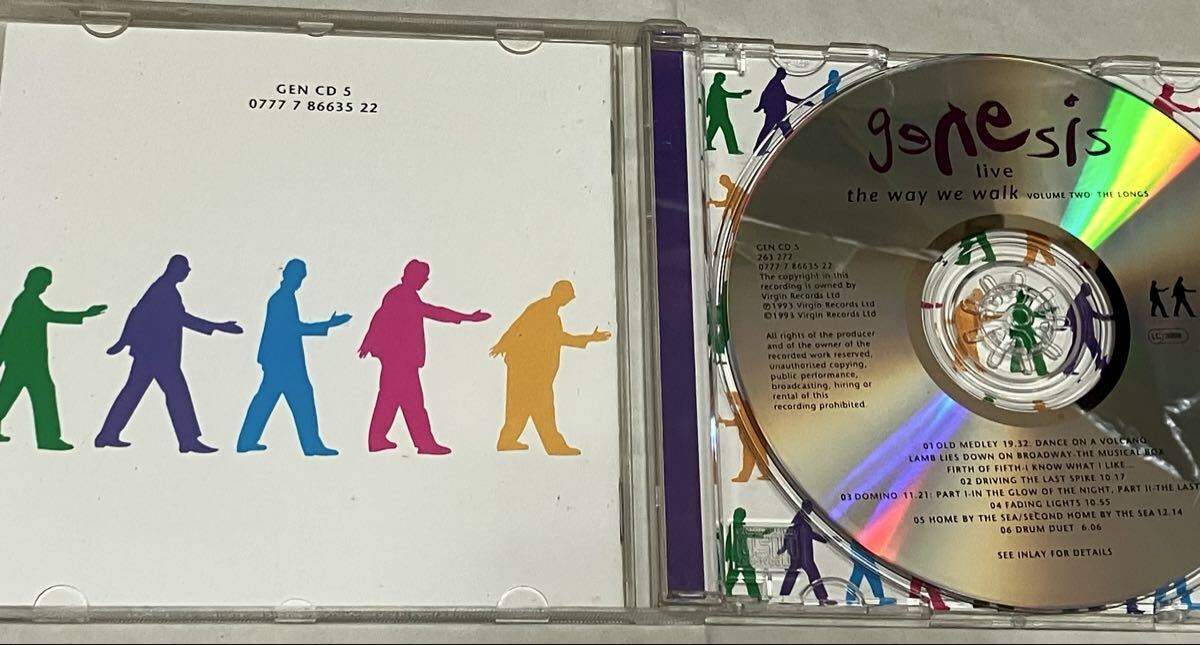 GEN CD 5
0777 7 86635 22
genesis
live
the way we walk VOLUME TWO: THE LONGS
GEN CD 5
263 272
0777 7 86635 22
The copyright in this
recording is owned by
Virgin Records Ltd
℗1993 Virgin Records Ltd
©1993 Virgin Records Ltd
All rights of the producer
and of the owner of the
recorded work reserved,
unauthorised copying,
public performance,
broadcasting, hiring or
rental of this
recording prohibited.
01 OLD MEDLEY 19.32: DANCE ON A VOLCANO
LAMB LIES DOWN ON BROADWAY-THE MUSICAL BOX
FIRTH OF FIFTH-I KNOW WHAT I LIKE...
02 DRIVING THE LAST SPIKE 10.17
03 DOMINO 11.21: PART I-IN THE GLOW OF THE NIGHT, PART II-THE LAST
04 FADING LIGHTS 10.55
05 HOME BY THE SEA/SECOND HOME BY THE SEA 12.14
06 DRUM DUET 6.06
SEE INLAY FOR DETAILS